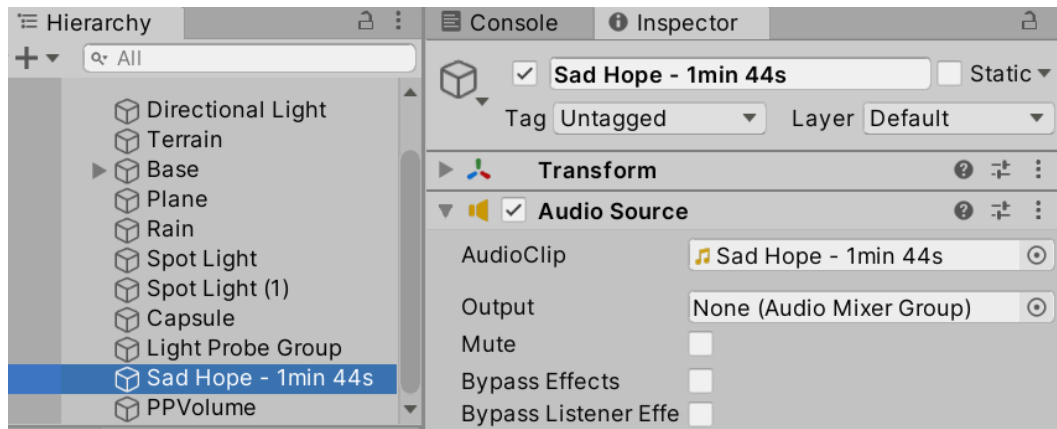 Hierarchy
All
Directional Light
Terrain
Base
Plane
Rain
Spot Light
Spot Light (1)
Capsule
Light Probe Group
Sad Hope - 1min 44s
PPVolume
Console
Inspector
Sad Hope - 1min 44s
Static
Tag Untagged Layer Default
Transform
Audio Source
AudioClip Sad Hope - 1min 44s
Output None (Audio Mixer Group)
Mute
Bypass Effects
Bypass Listener Effe